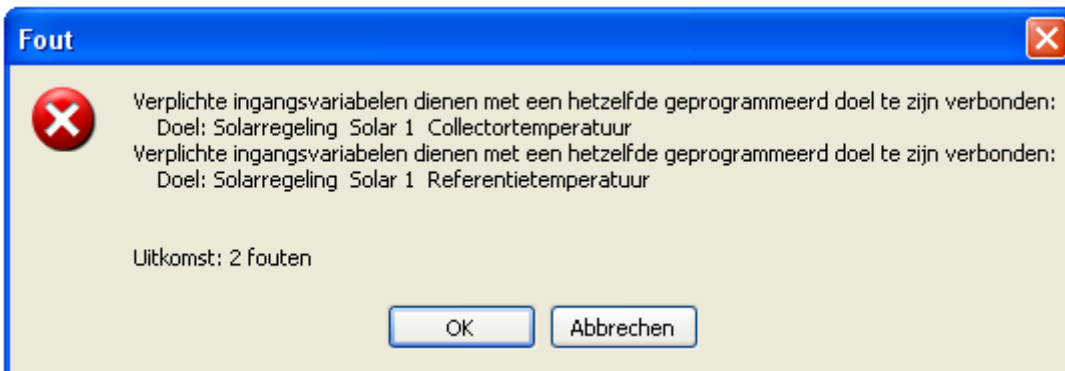 Fout
Verplichte ingangsvariabelen dienen met een hetzelfde geprogrammeerd doel te zijn verbonden:
Doel: Solarregeling Solar 1 Collectortemperatuur
Verplichte ingangsvariabelen dienen met een hetzelfde geprogrammeerd doel te zijn verbonden:
Doel: Solarregeling Solar 1 Referentietemperatuur
Uitkomst: 2 fouten
OK
Abbrechen